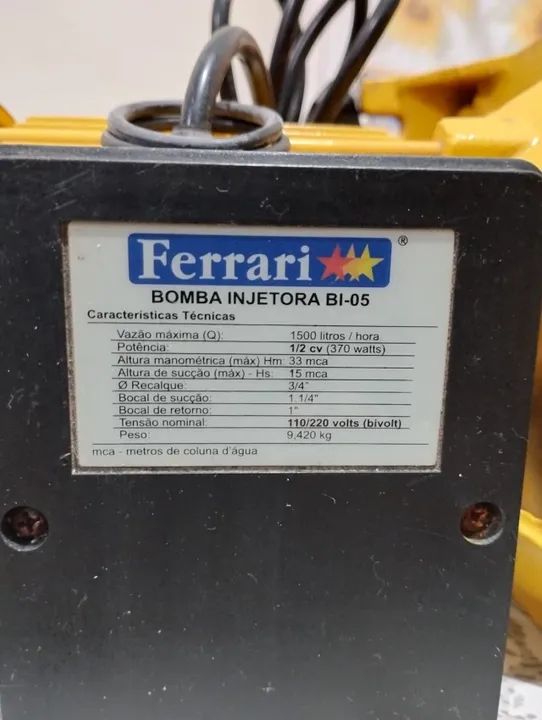 Ferrari ®
BOMBA INJETORA BI-05
Características Técnicas
Vazão máxima (Q): 1500 litros / hora
Potência: 1/2 cv (370 watts)
Altura manométrica (máx) Hm: 33 mca
Altura de sucção (máx) - Hs: 15 mca
Ø Recalque: 3/4"
Bocal de sucção: 1.1/4"
Bocal de retorno: 1"
Tensão nominal: 110/220 volts (bivolt)
Peso: 9,420 kg
mca - metros de coluna d'água